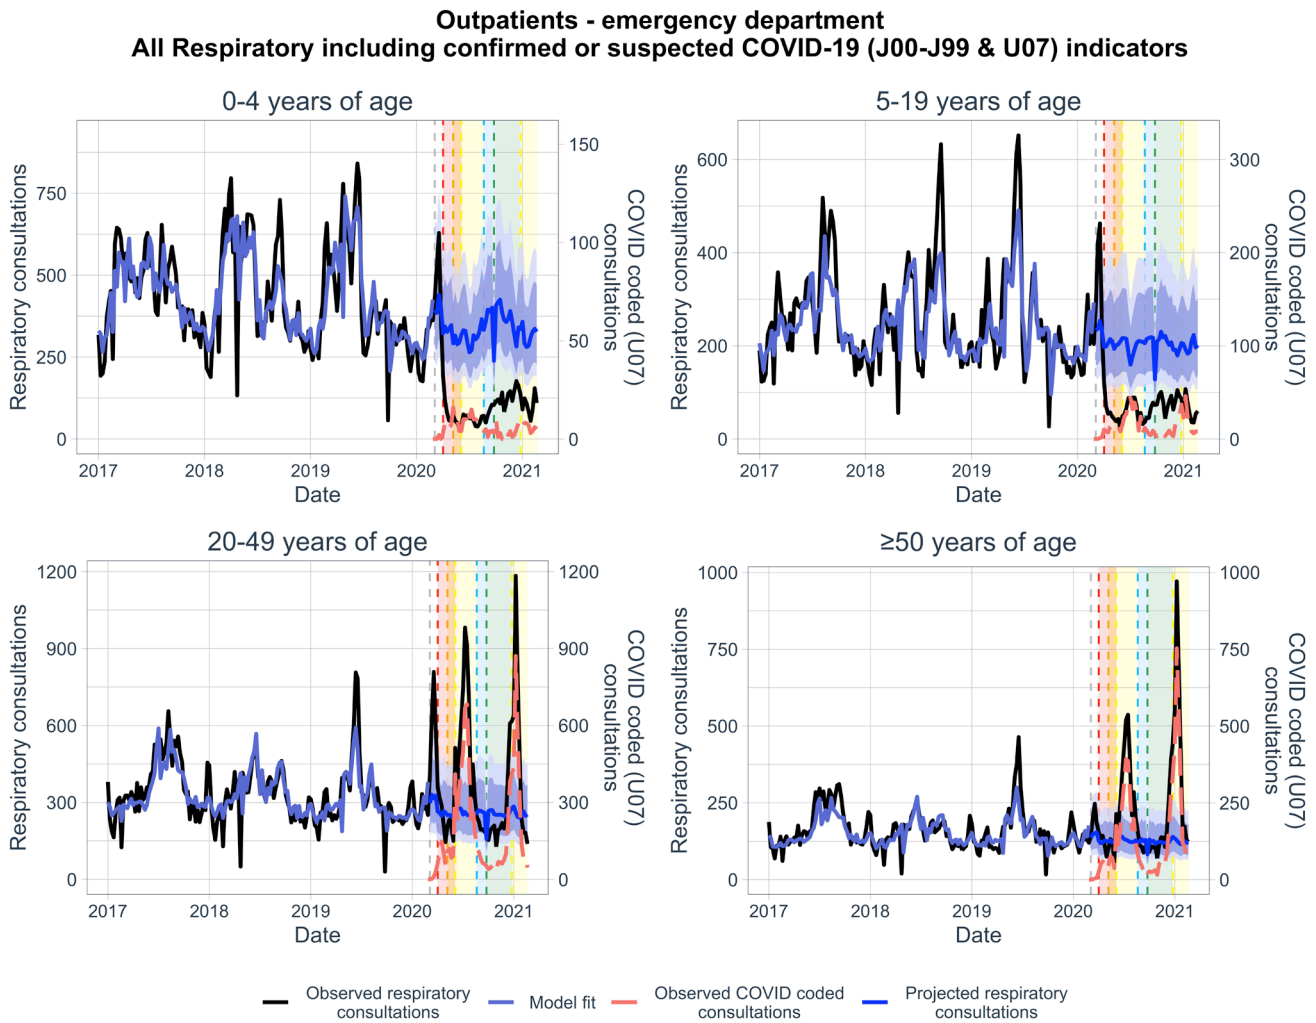 Outpatients - emergency department
All Respiratory including confirmed or suspected COVID-19 (J00-J99 & U07) indicators
0-4 years of age
Respiratory consultations
750
500
250
0
150
100
50
0
COVID coded (U07)
consultations
2017 2018 2019 2020 2021
Date
5-19 years of age
Respiratory consultations
600
400
200
0
300
200
100
0
COVID coded (U07)
consultations
2017 2018 2019 2020 2021
Date
20-49 years of age
Respiratory consultations
1200
900
600
300
0
1200
900
600
300
0
COVID coded (U07)
consultations
2017 2018 2019 2020 2021
Date
≥50 years of age
Respiratory consultations
1000
750
500
250
0
1000
750
500
250
0
COVID coded (U07)
consultations
2017 2018 2019 2020 2021
Date
Observed respiratory
consultations
Model fit
Observed COVID coded
consultations
Projected respiratory
consultations